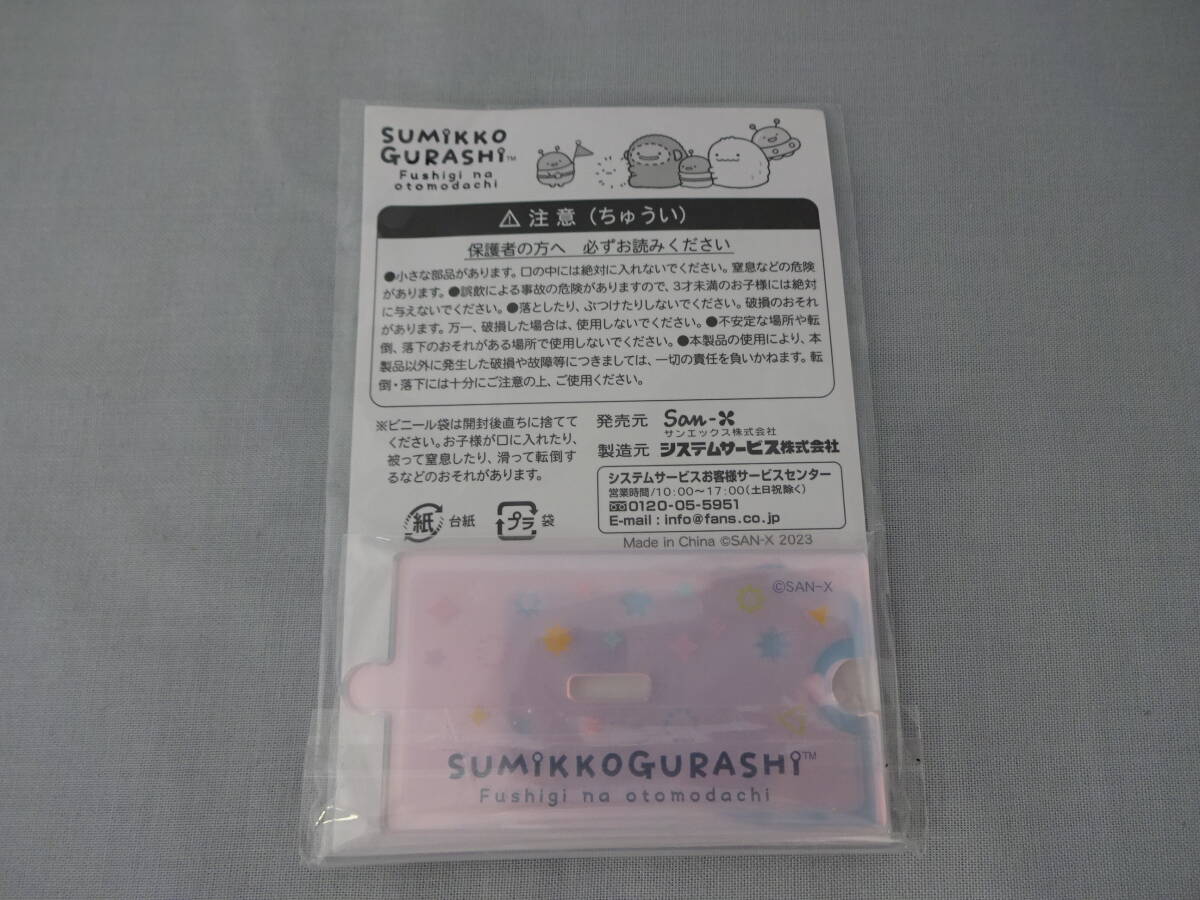 SUMIKKO
GURASHI™
Fushigi na
otomodachi
⚠注意（ちゅうい）
保護者の方へ 必ずお読みください
●小さな部品があります。口の中には絶対に入れないでください。窒息などの危険
があります。●誤飲による事故の危険がありますので、3才未満のお子様には絶対
に与えないでください。●落としたり、ぶつけたりしないでください。破損のおそれ
があります。万一、破損した場合は、使用しないでください。●不安定な場所や転
倒、落下のおそれがある場所で使用しないでください。●本製品の使用により、本
製品以外に発生した破損や故障等につきましては、一切の責任を負いかねます。転
倒・落下には十分にご注意の上、ご使用ください。
※ビニール袋は開封後直ちに捨てて
ください。お子様が口に入れたり、
被って窒息したり、滑って転倒す
るなどのおそれがあります。
紙 台紙 プラ 袋
発売元 San-X
サンエックス株式会社
製造元 システムサービス株式会社
システムサービスお客様サービスセンター
営業時間/10:00～17:00（土日祝除く）
0120-05-5951
E-mail : info@fans.co.jp
Made in China ©SAN-X 2023
©SAN-X
SUMIKKOGURASHI™
Fushigi na otomodachi